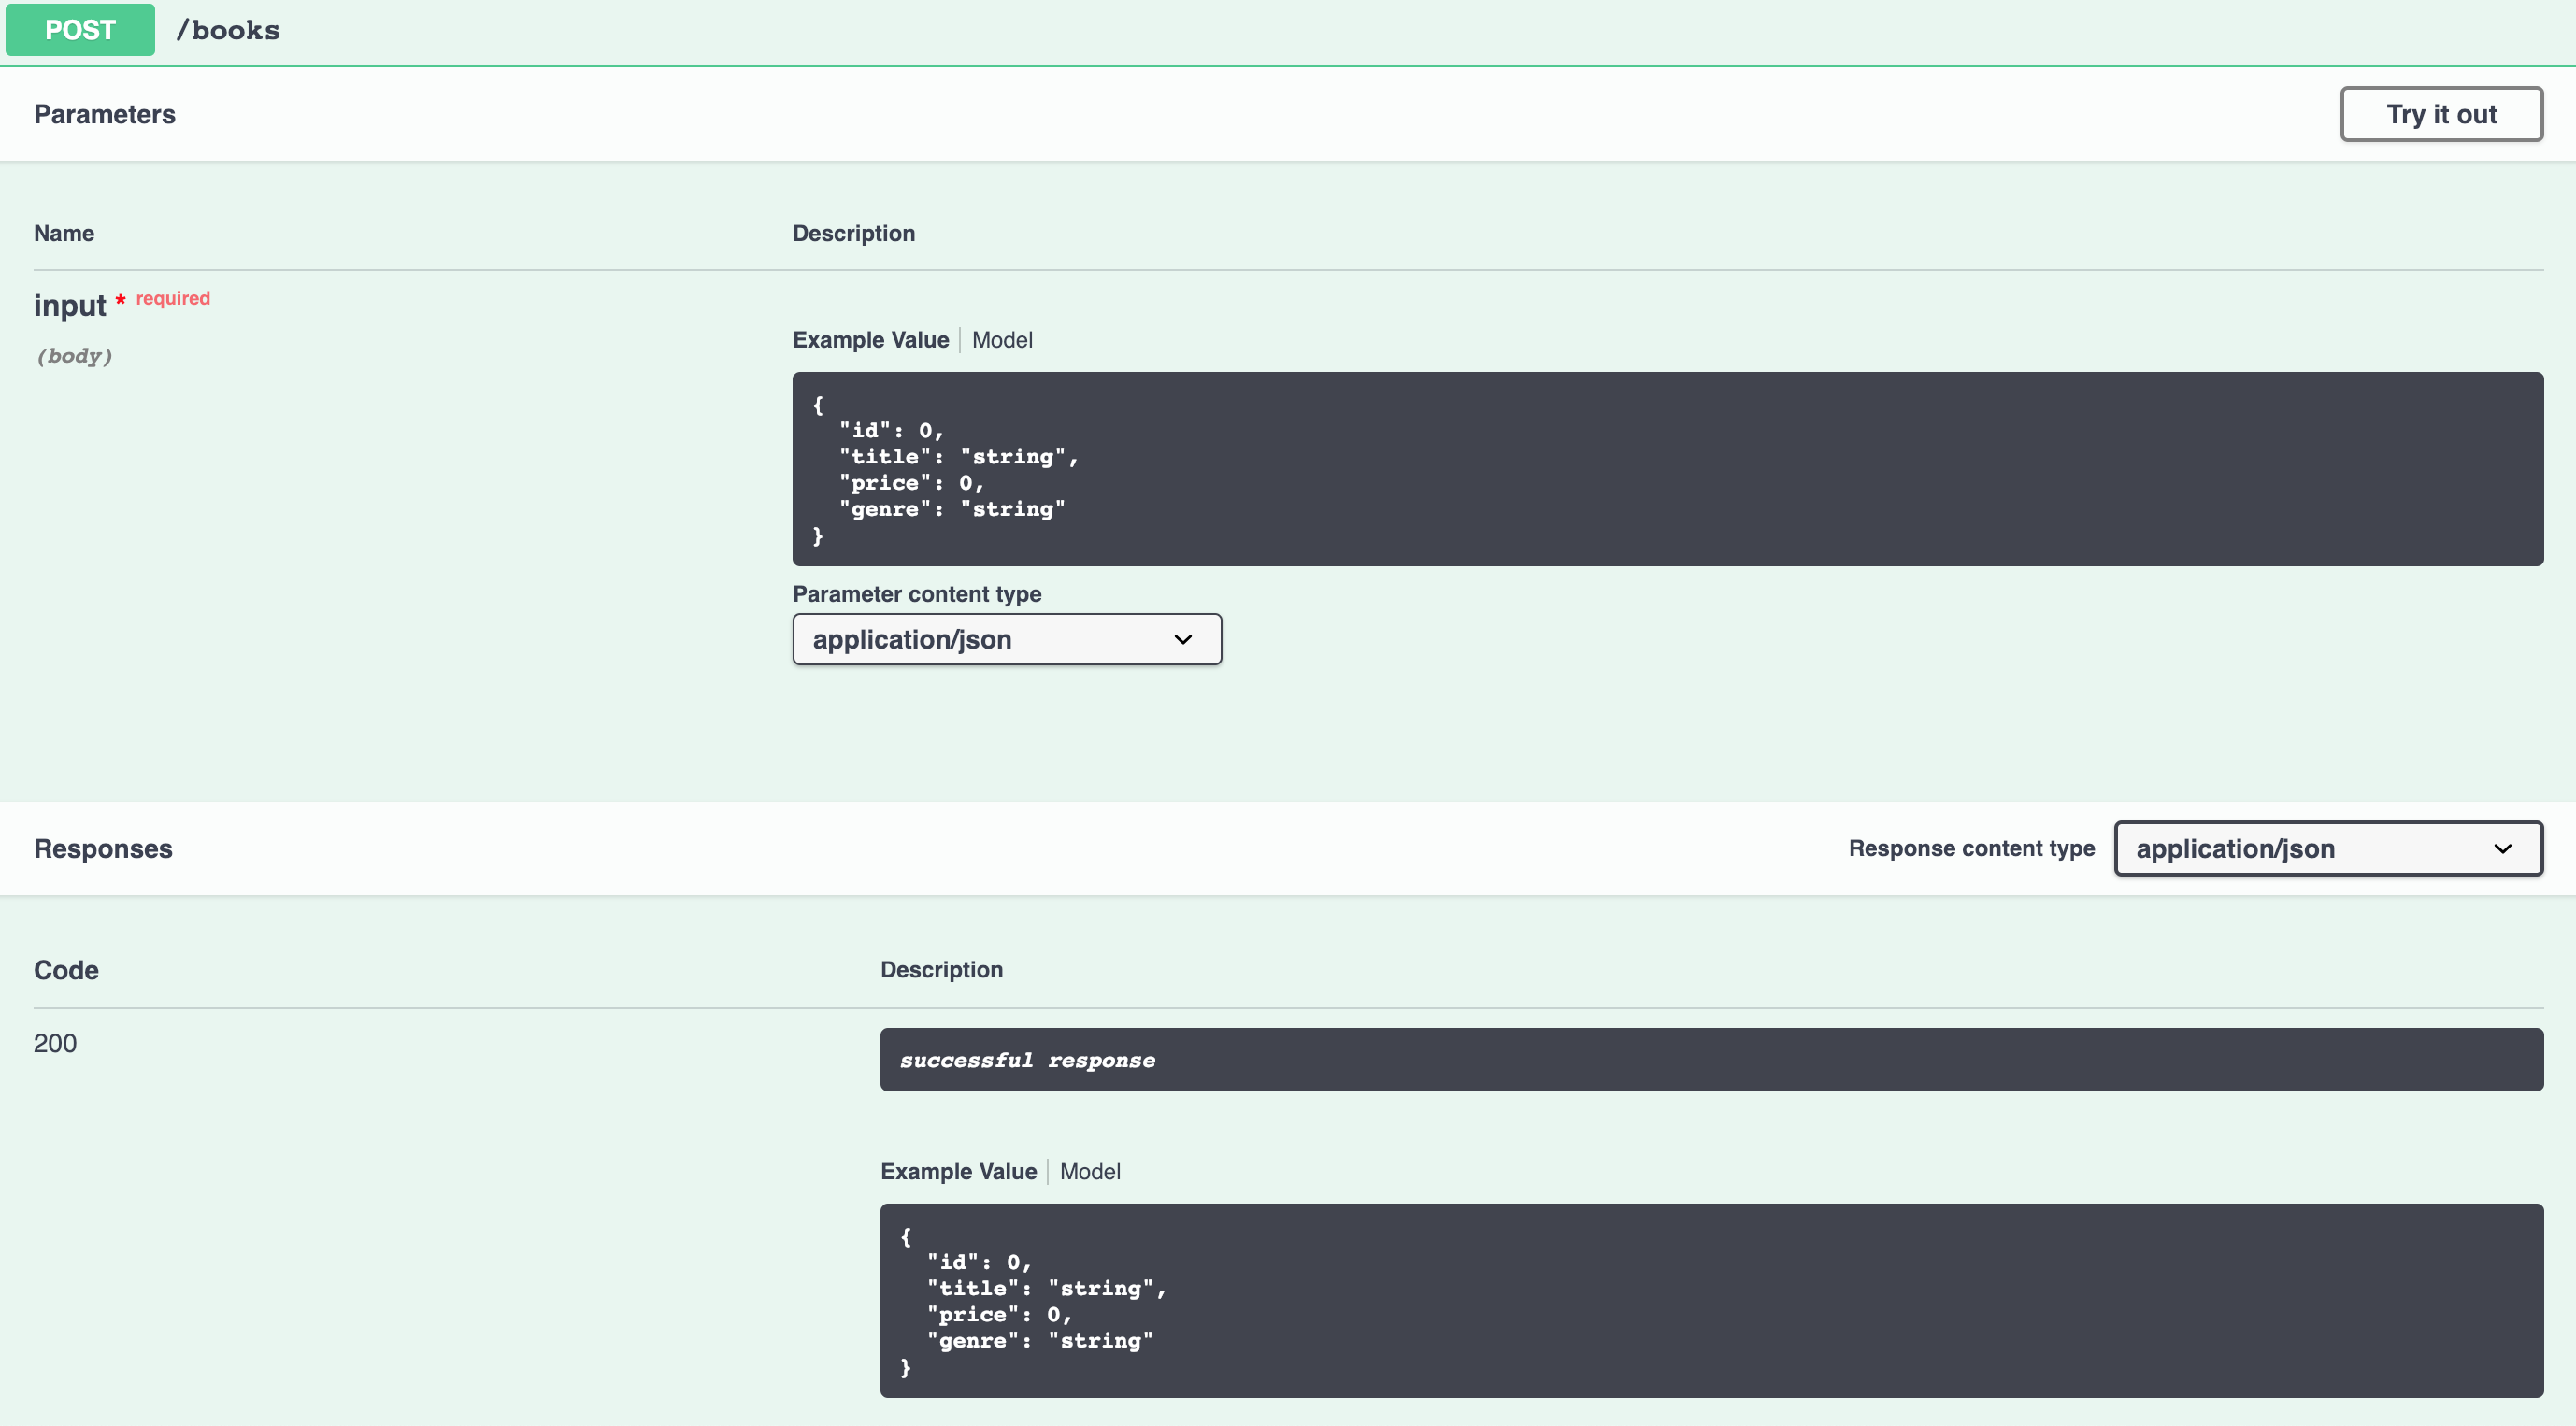 POST /books
Parameters
Try it out
Name Description
input * required
(body)
Example Value Model
{
"id": 0,
"title": "string",
"price": 0,
"genre": "string"
}
Parameter content type
application/json
Responses
Response content type application/json
Code Description
200
successful response
Example Value Model
{
"id": 0,
"title": "string",
"price": 0,
"genre": "string"
}